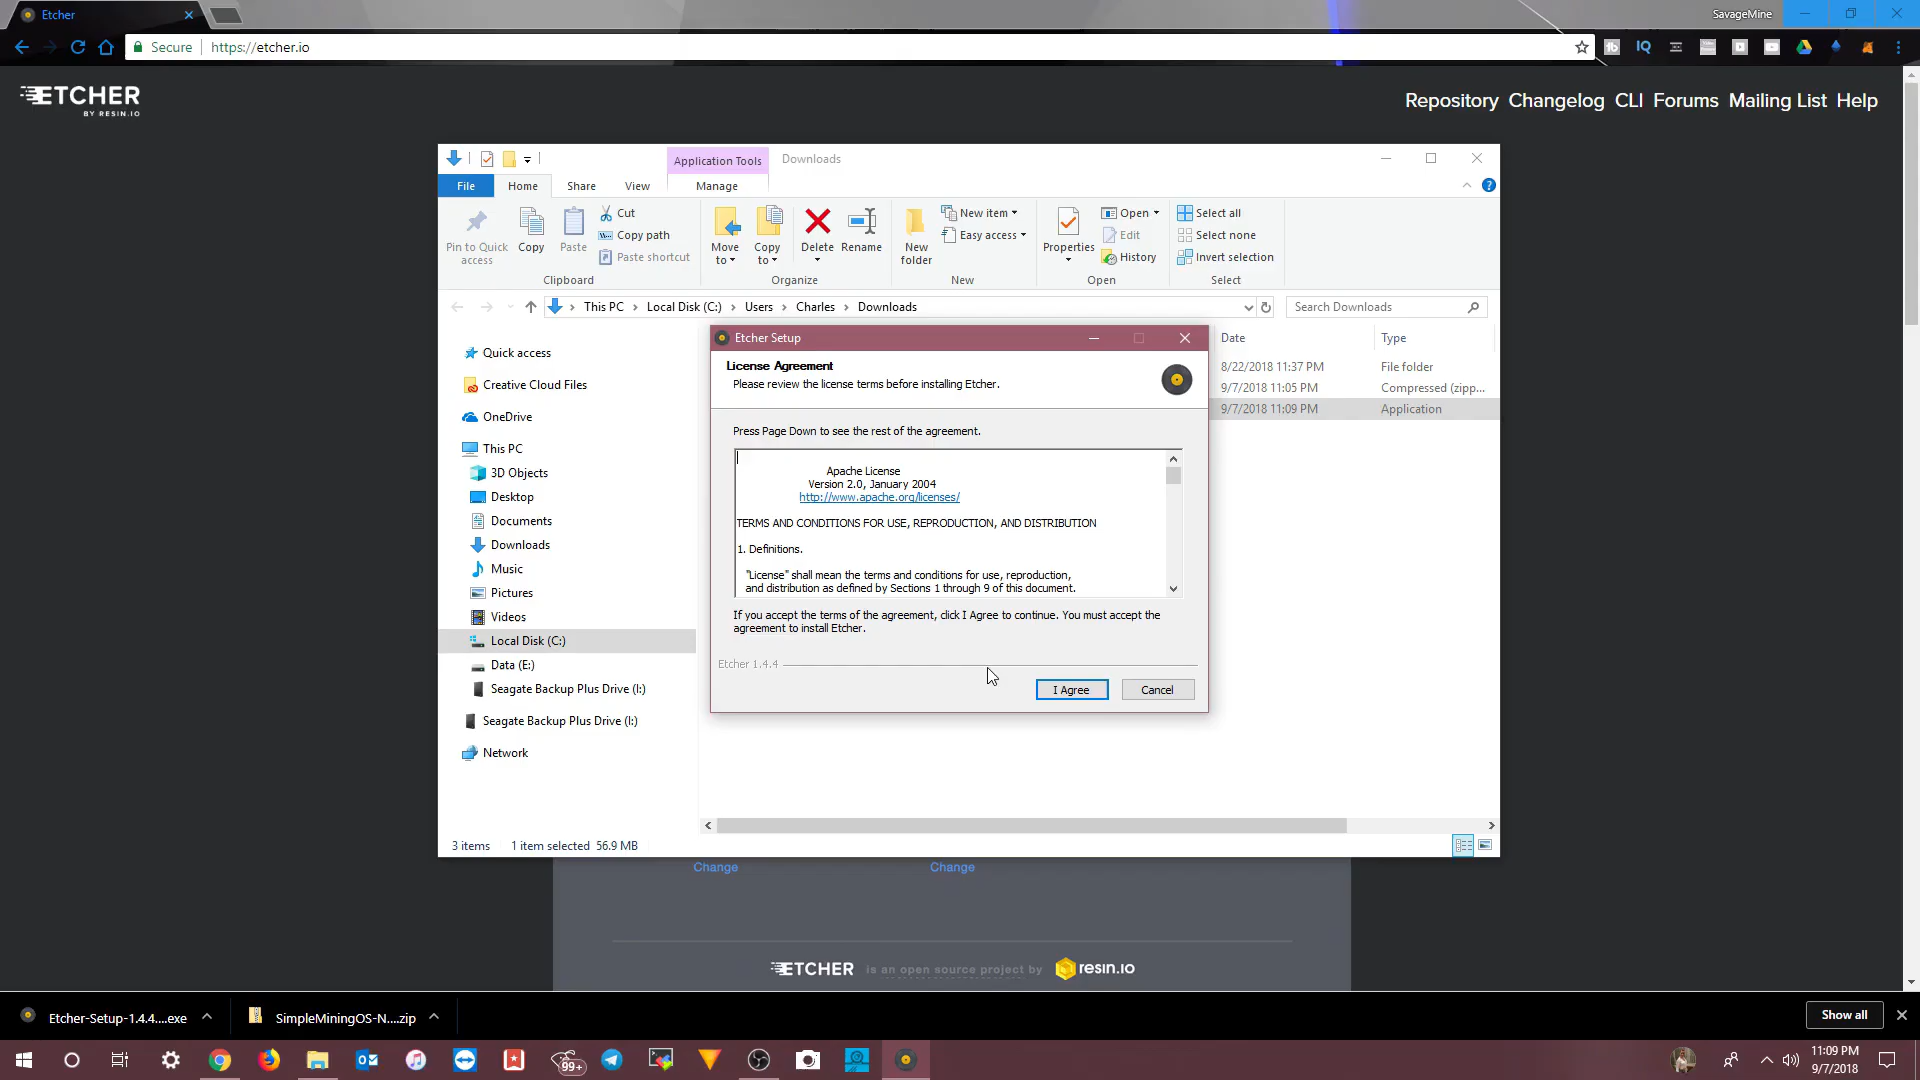 Etcher
SavageMine
Secure
https://etcher.io
IQ
ETCHER
BY RESIN.IO
Repository Changelog CLI Forums Mailing List Help
Application Tools
Downloads
File
Home
Share
View
Manage
Pin to Quick
access
Copy
Paste
Cut
Copy path
Paste shortcut
Clipboard
Move
to
Copy
to
Delete
Rename
Organize
New
folder
New item
Easy access
New
Properties
Open
Edit
History
Open
Select all
Select none
Invert selection
Select
This PC
Local Disk (C:)
Users
Charles
Downloads
Search Downloads
Quick access
Creative Cloud Files
OneDrive
This PC
3D Objects
Desktop
Documents
Downloads
Music
Pictures
Videos
Local Disk (C:)
Data (E:)
Seagate Backup Plus Drive (I:)
Seagate Backup Plus Drive (I:)
Network
Date
Type
8/22/2018 11:37 PM
File folder
9/7/2018 11:05 PM
Compressed (zipp...
9/7/2018 11:09 PM
Application
Etcher Setup
License Agreement
Please review the license terms before installing Etcher.
Press Page Down to see the rest of the agreement.
Apache License
Version 2.0, January 2004
http://www.apache.org/licenses/
TERMS AND CONDITIONS FOR USE, REPRODUCTION, AND DISTRIBUTION
1. Definitions.
"License" shall mean the terms and conditions for use, reproduction,
and distribution as defined by Sections 1 through 9 of this document.
If you accept the terms of the agreement, click I Agree to continue. You must accept the
agreement to install Etcher.
Etcher 1.4.4
I Agree
Cancel
3 items
1 item selected 56.9 MB
Change
Change
ETCHER is an open source project by resin.io
Etcher-Setup-1.4.4....exe
SimpleMiningOS-N....zip
Show all
99+
11:09 PM
9/7/2018